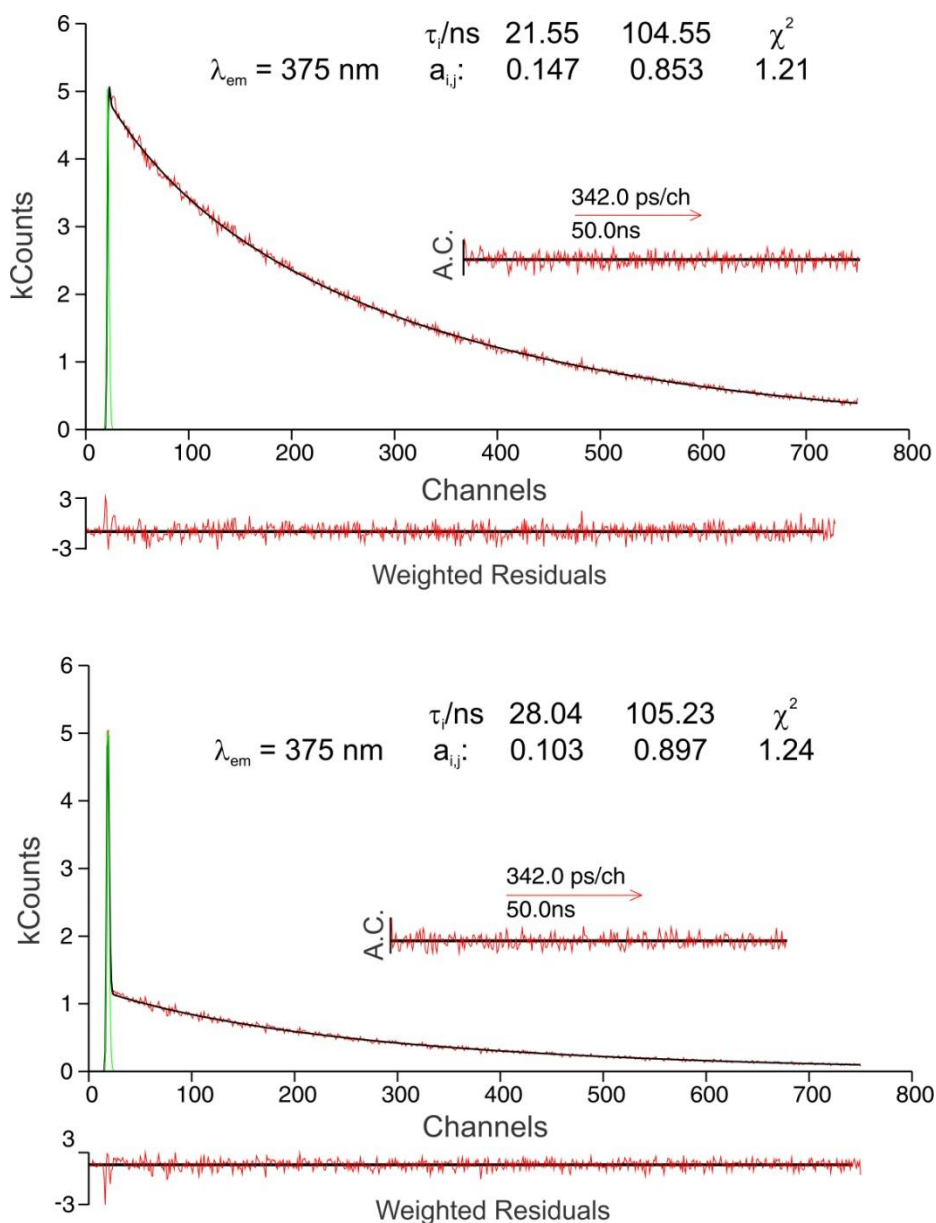 6
τi/ns 21.55 104.55 χ²
λem = 375 nm ai,j: 0.147 0.853 1.21
5
4
342.0 ps/ch
3
50.0ns
A.C.
kCounts
2
1
0
0 100 200 300 400 500 600 700 800
Channels
3
-3
Weighted Residuals
6
τi/ns 28.04 105.23 χ²
λem = 375 nm ai,j: 0.103 0.897 1.24
5
4
3
342.0 ps/ch
50.0ns
A.C.
kCounts
2
1
0
0 100 200 300 400 500 600 700 800
Channels
3
-3
Weighted Residuals